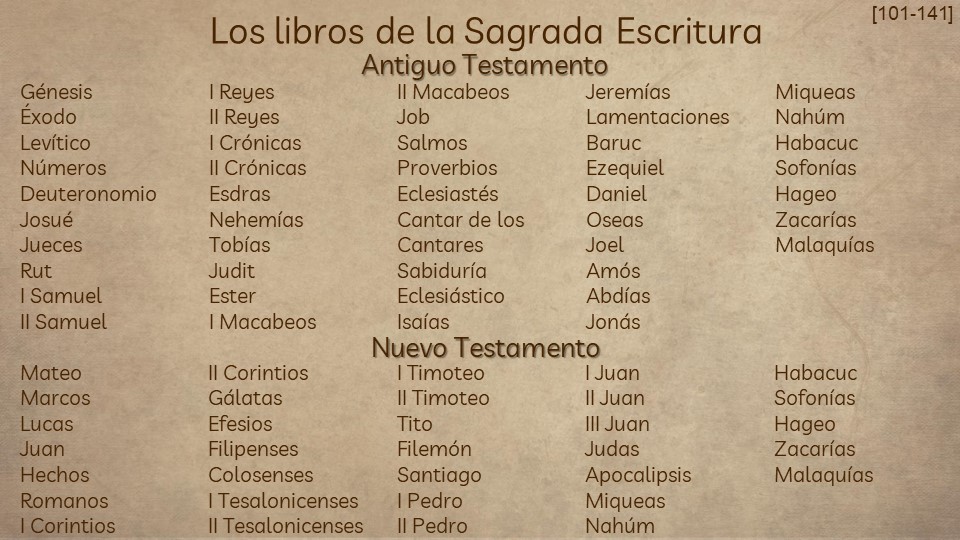 [101-141]
Los libros de la Sagrada Escritura
Antiguo Testamento
Génesis
Éxodo
Levítico
Números
Deuteronomio
Josué
Jueces
Rut
I Samuel
II Samuel
I Reyes
II Reyes
I Crónicas
II Crónicas
Esdras
Nehemías
Tobías
Judit
Ester
I Macabeos
II Macabeos
Job
Salmos
Proverbios
Eclesiastés
Cantar de los
Cantares
Sabiduría
Eclesiástico
Isaías
Jeremías
Lamentaciones
Baruc
Ezequiel
Daniel
Oseas
Joel
Amós
Abdías
Jonás
Miqueas
Nahúm
Habacuc
Sofonías
Hageo
Zacarías
Malaquías
Nuevo Testamento
Mateo
Marcos
Lucas
Juan
Hechos
Romanos
I Corintios
II Corintios
Gálatas
Efesios
Filipenses
Colosenses
I Tesalonicenses
II Tesalonicenses
I Timoteo
II Timoteo
Tito
Filemón
Santiago
I Pedro
II Pedro
I Juan
II Juan
III Juan
Judas
Apocalipsis
Miqueas
Nahúm
Habacuc
Sofonías
Hageo
Zacarías
Malaquías